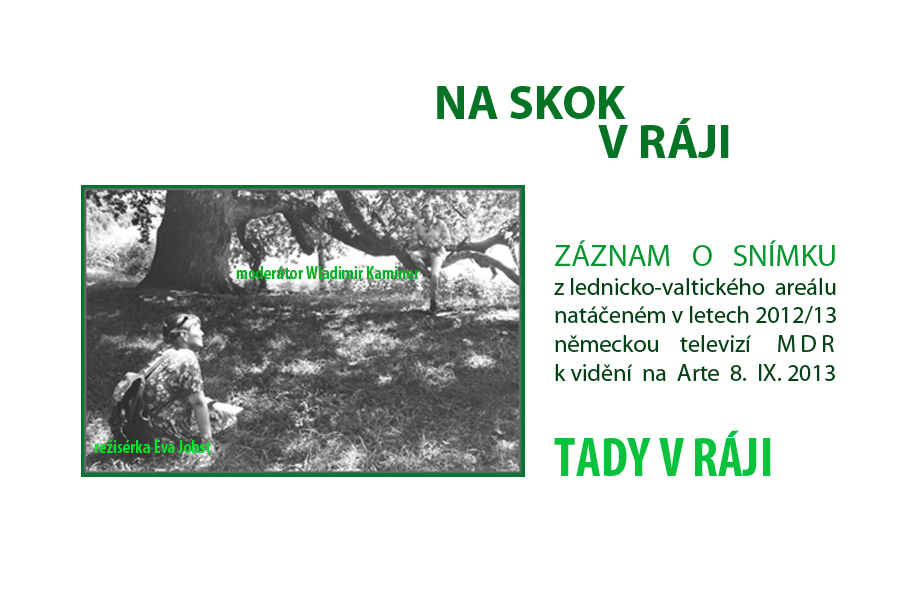 NA SKOK
V RÁJI
moderátor Wladimir Kaminer
režisérka Eva Jobst
ZÁZNAM O SNÍMKU
z lednicko-valtického areálu
natáčeném v letech 2012/13
německou televizí MDR
k vidění na Arte 8. IX. 2013
TADY V RÁJI